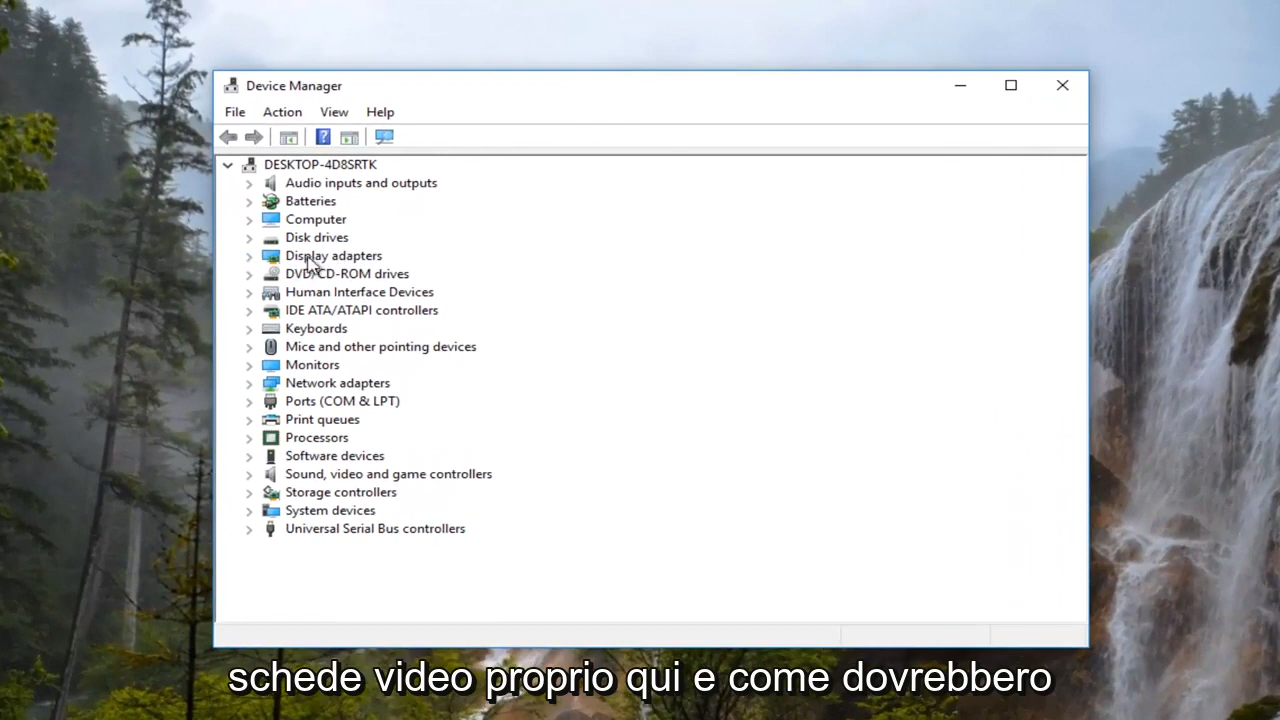 Device Manager
File Action View Help
DESKTOP-4D8SRTK
Audio inputs and outputs
Batteries
Computer
Disk drives
Display adapters
DVD/CD-ROM drives
Human Interface Devices
IDE ATA/ATAPI controllers
Keyboards
Mice and other pointing devices
Monitors
Network adapters
Ports (COM & LPT)
Print queues
Processors
Software devices
Sound, video and game controllers
Storage controllers
System devices
Universal Serial Bus controllers
schede video proprio qui e come dovrebbero